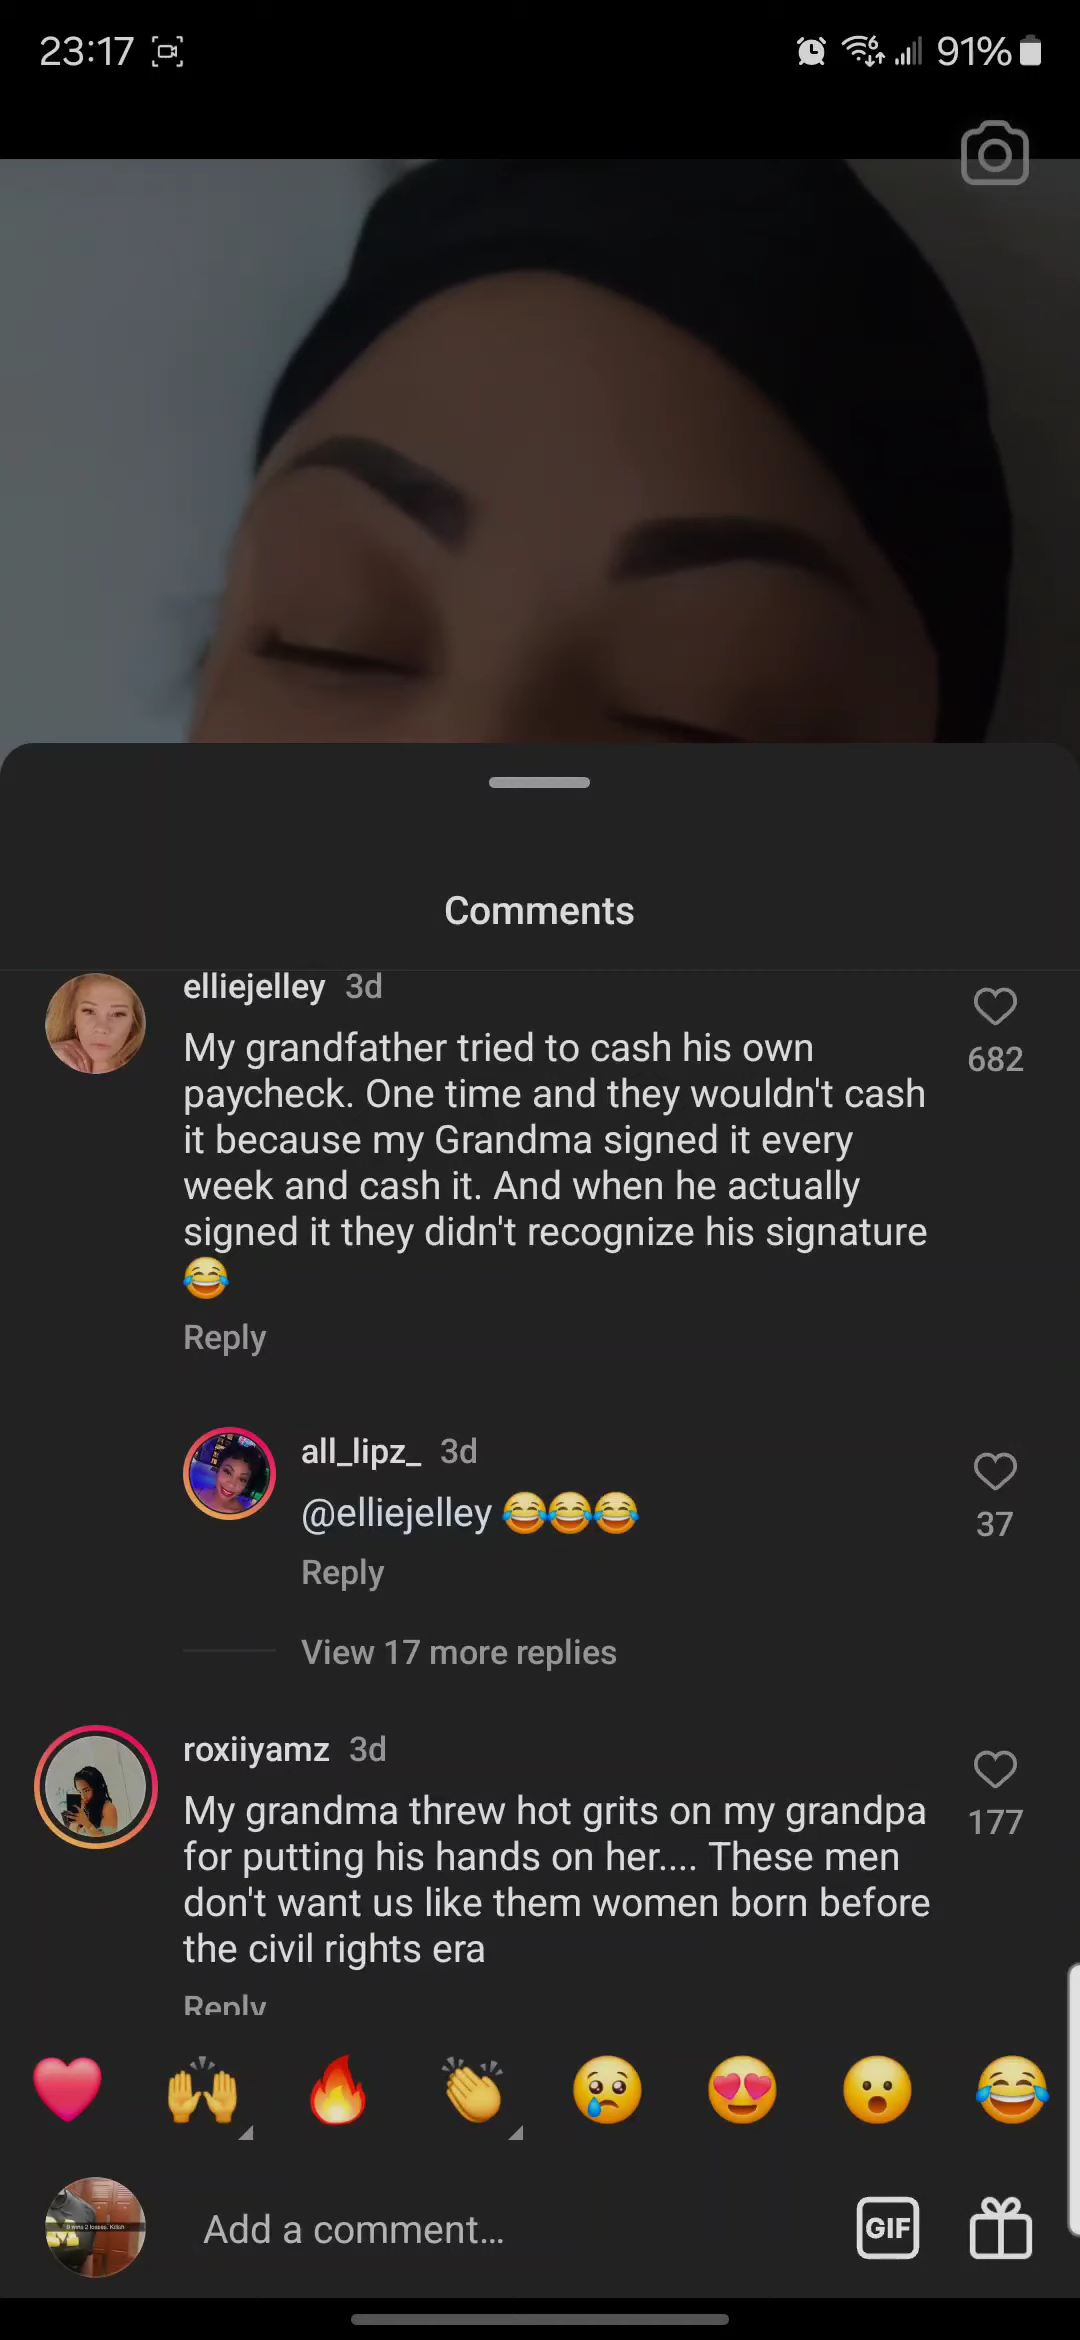 23:17
6
91%
Comments
elliejelley 3d
My grandfather tried to cash his own
682
paycheck. One time and they wouldn't cash
it because my Grandma signed it every
week and cash it. And when he actually
signed it they didn't recognize his signature
😂
Reply
all_lipz_ 3d
@elliejelley 😂😂😂
37
Reply
View 17 more replies
roxiiyamz 3d
My grandma threw hot grits on my grandpa
177
for putting his hands on her.... These men
don't want us like them women born before
the civil rights era
Reply
Add a comment...
GIF